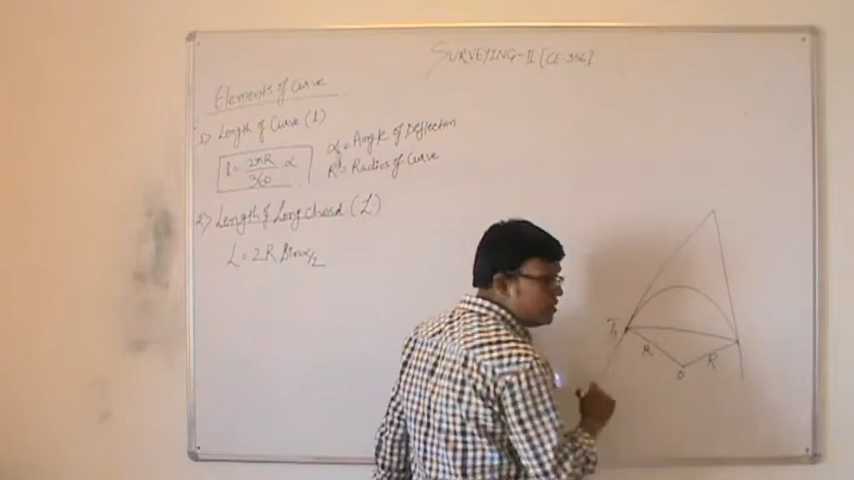 SURVEYING-II [CE-356]
Elements of Curve
1) Length of Curve (l)
l = 2πR/360 α
α = Angle of Deflection
R = Radius of Curve
2) Length of Long Chord (L)
L = 2R Sin α/2
T₁
R
R
O